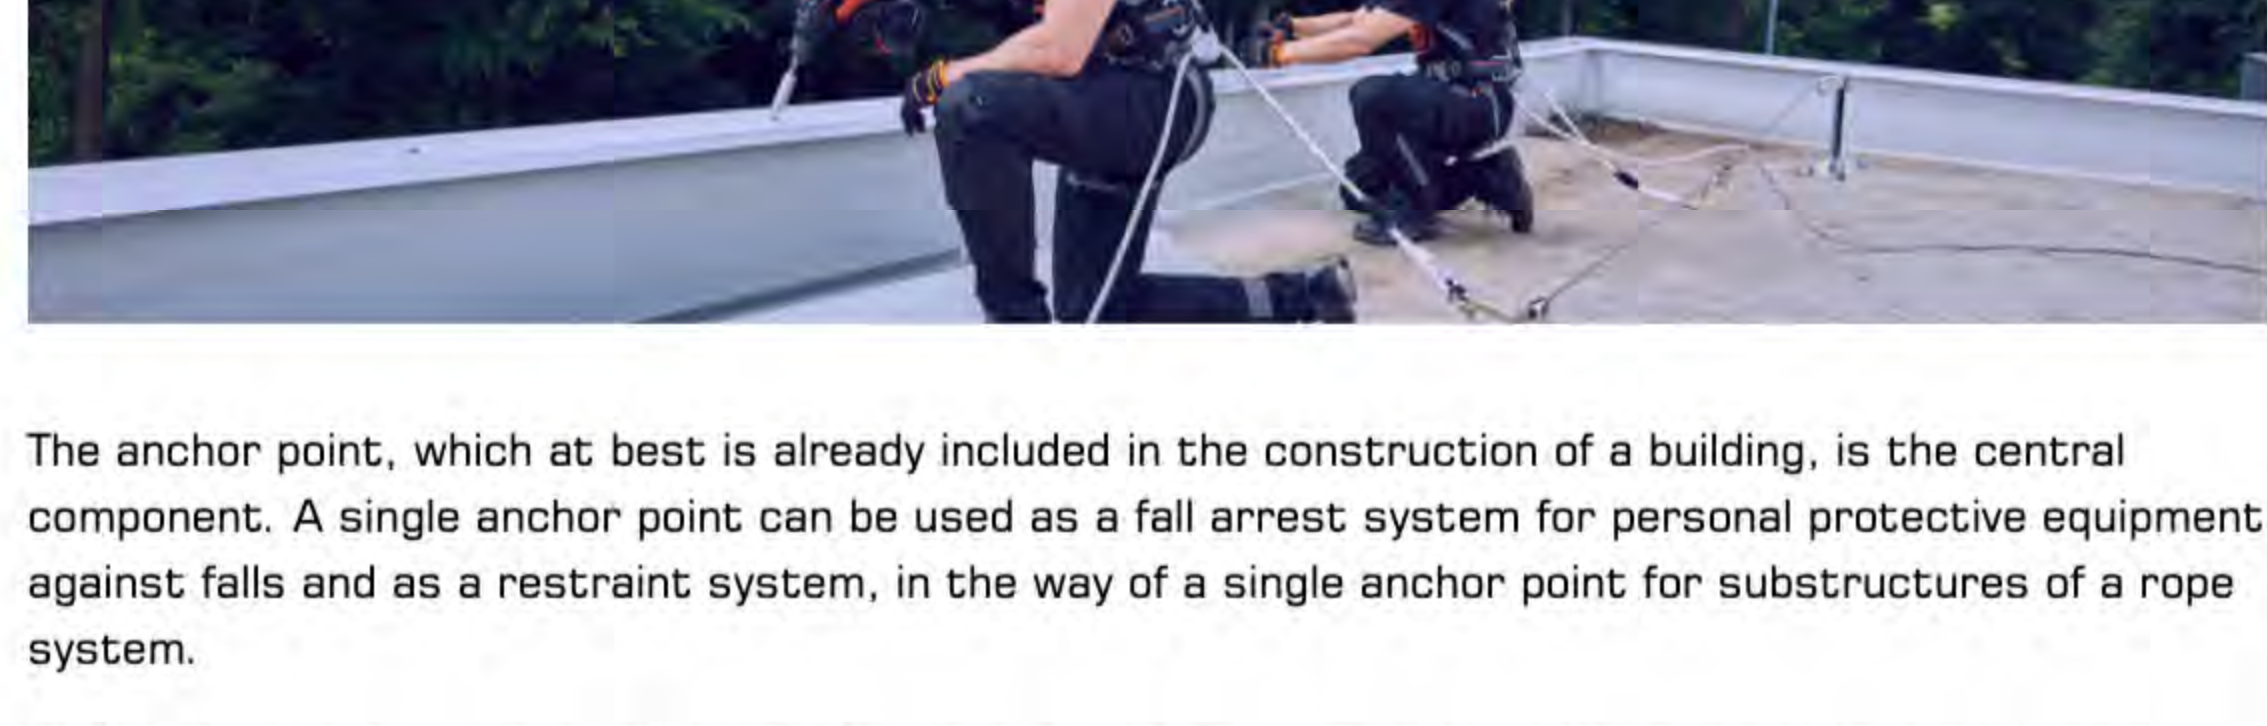 The anchor point, which at best is already included in the construction of a building, is the central
component. A single anchor point can be used as a fall arrest system for personal protective equipment
against falls and as a restraint system, in the way of a single anchor point for substructures of a rope
system.